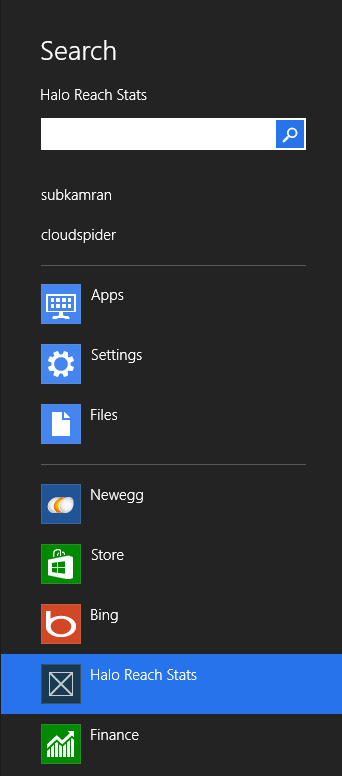 Search
Halo Reach Stats
subkamran
cloudspider
Apps
Settings
Files
Newegg
Store
Bing
Halo Reach Stats
Finance